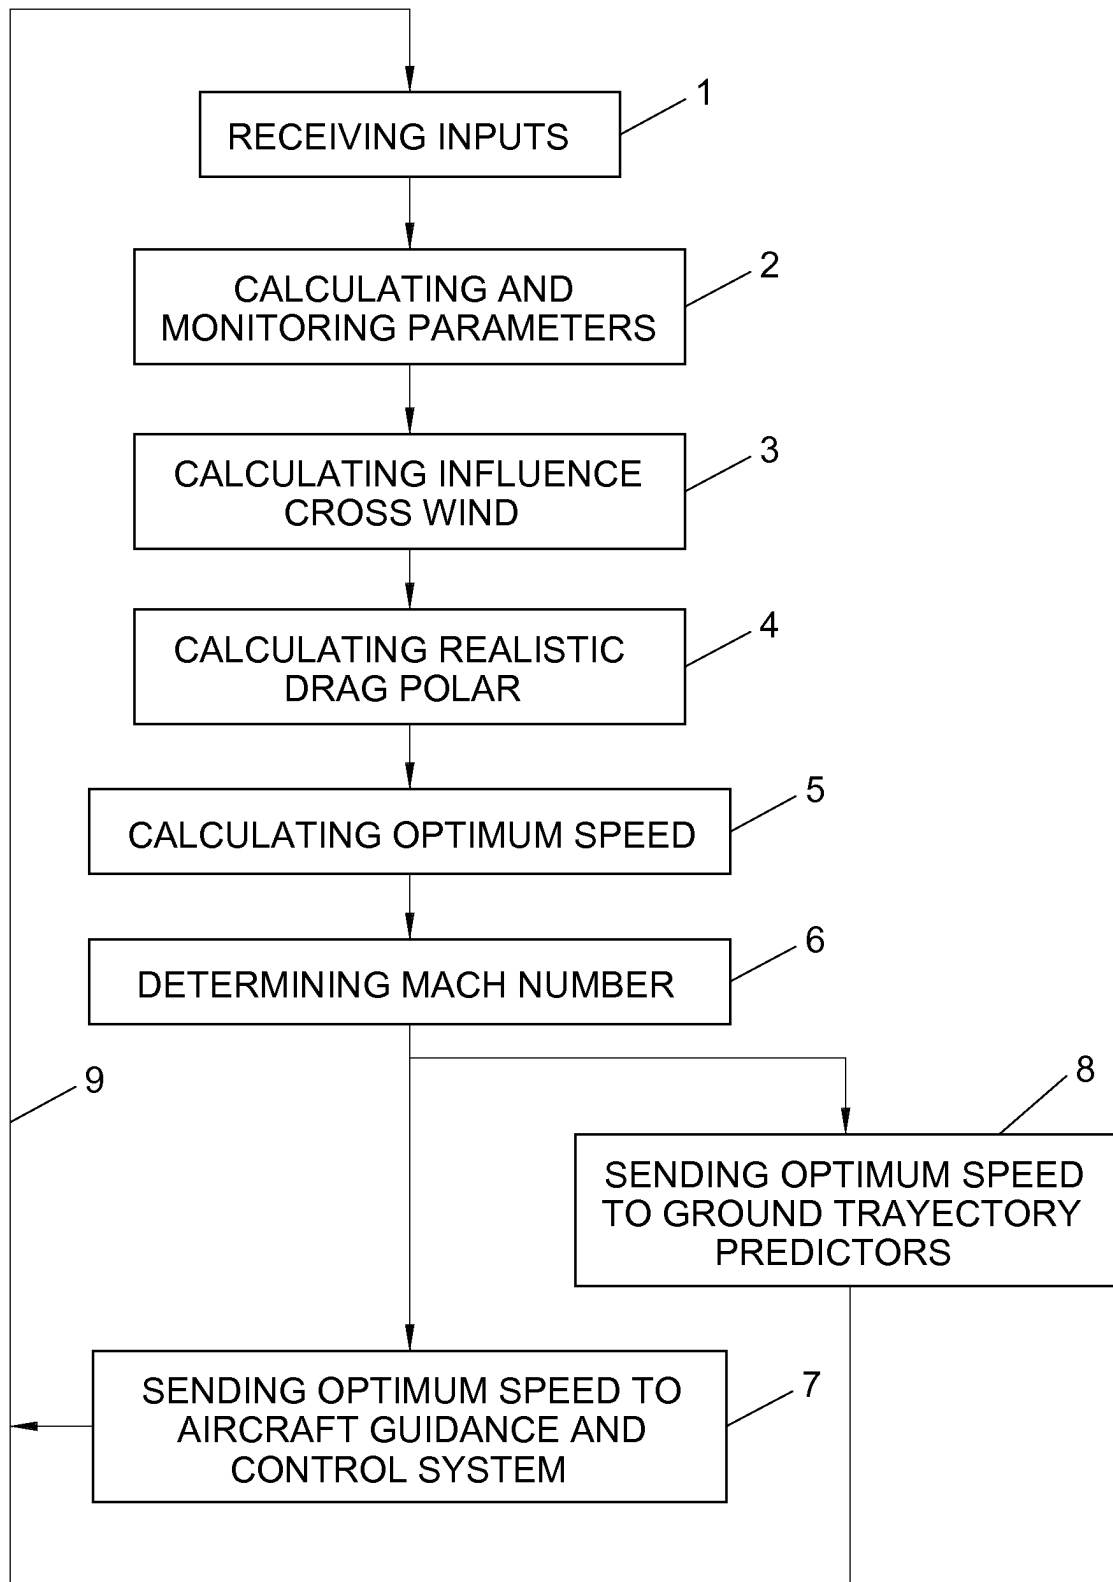 1
RECEIVING INPUTS
2
CALCULATING AND
MONITORING PARAMETERS
3
CALCULATING INFLUENCE
CROSS WIND
4
CALCULATING REALISTIC
DRAG POLAR
5
CALCULATING OPTIMUM SPEED
6
DETERMINING MACH NUMBER
9
8
SENDING OPTIMUM SPEED
TO GROUND TRAYECTORY
PREDICTORS
7
SENDING OPTIMUM SPEED TO
AIRCRAFT GUIDANCE AND
CONTROL SYSTEM